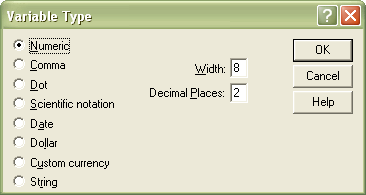 Variable Type
Numeric
Comma
Dot
Scientific notation
Date
Dollar
Custom currency
String
Width: 8
Decimal Places: 2
OK
Cancel
Help